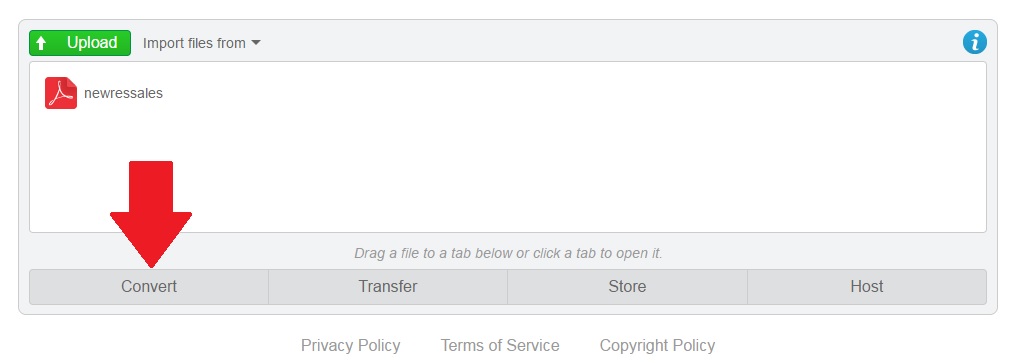 Upload Import files from
newressales
Drag a file to a tab below or click a tab to open it.
Convert Transfer Store Host
Privacy Policy Terms of Service Copyright Policy